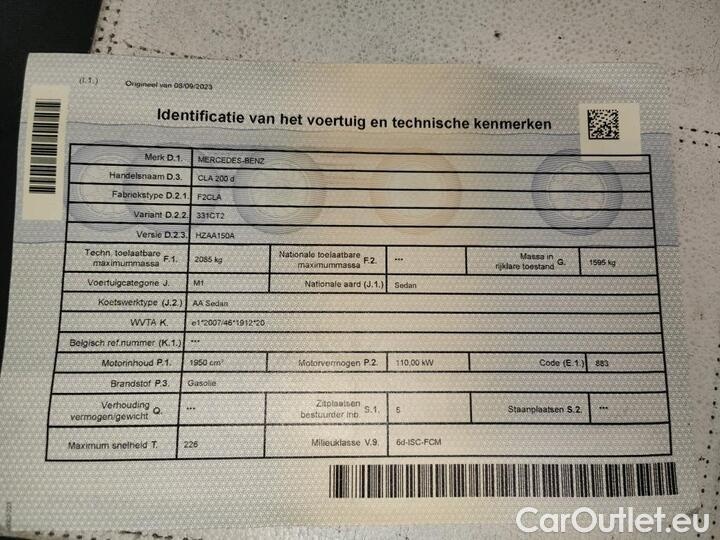 (I.1.) Origineel van 08/09/2023
Identificatie van het voertuig en technische kenmerken
Merk D.1. MERCEDES-BENZ
Handelsnaam D.3. CLA 200 d
Fabriekstype D.2.1. F2CLA
Variant D.2.2. 331CT2
Versie D.2.3. HZAA150A
Techn. toelaatbare maximummassa F.1. 2085 kg Nationale toelaatbare maximummassa F.2. *** Massa in rijklare toestand G. 1595 kg
Voertuigcategorie J. M1 Nationale aard (J.1.) Sedan
Koetswerktype (J.2.) AA Sedan
WVTA K. e1*2007/46*1912*20
Belgisch ref.nummer (K.1.) ***
Motorinhoud P.1. 1950 cm³ Motorvermogen P.2. 110,00 kW Code (E.1.) 883
Brandstof P.3. Gasolie
Verhouding vermogen/gewicht Q. *** Zitplaatsen bestuurder inb. S.1. 5 Staanplaatsen S.2. ***
Maximum snelheid T. 226 Milieuklasse V.9. 6d-ISC-FCM
CarOutlet.eu